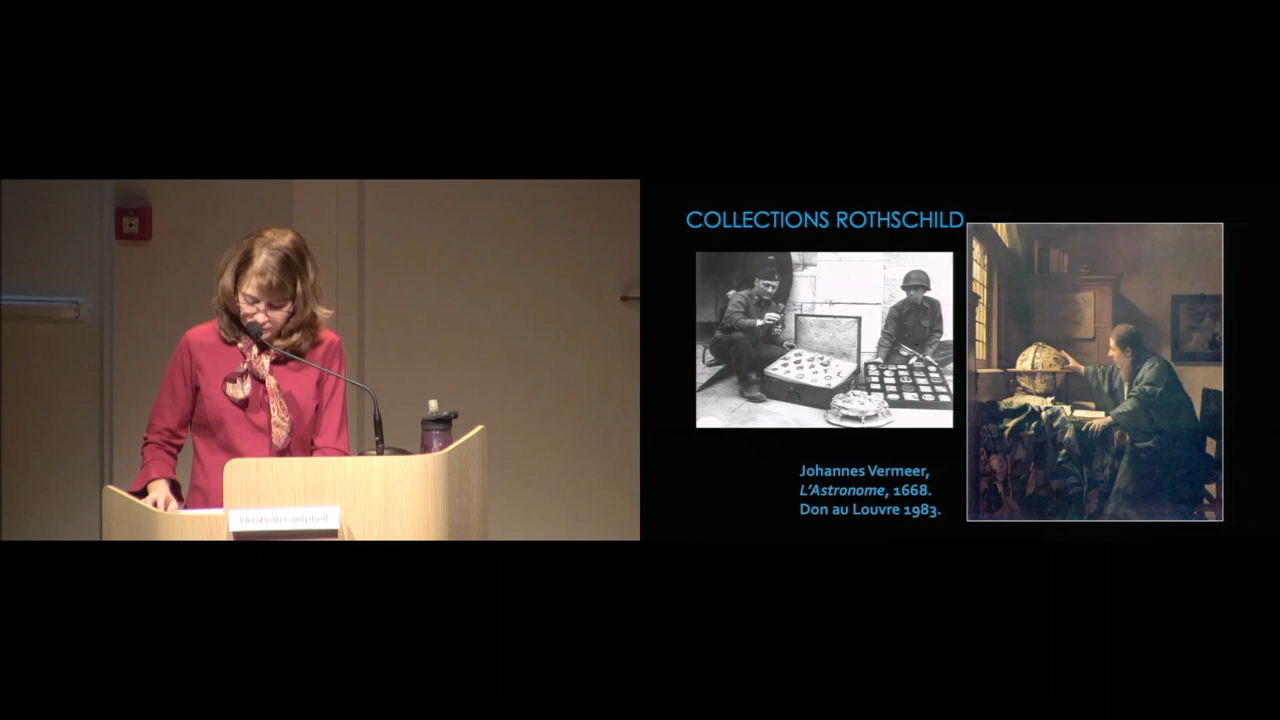 Elizabeth Campbell
COLLECTIONS ROTHSCHILD
Johannes Vermeer,
L'Astronome, 1668.
Don au Louvre 1983.